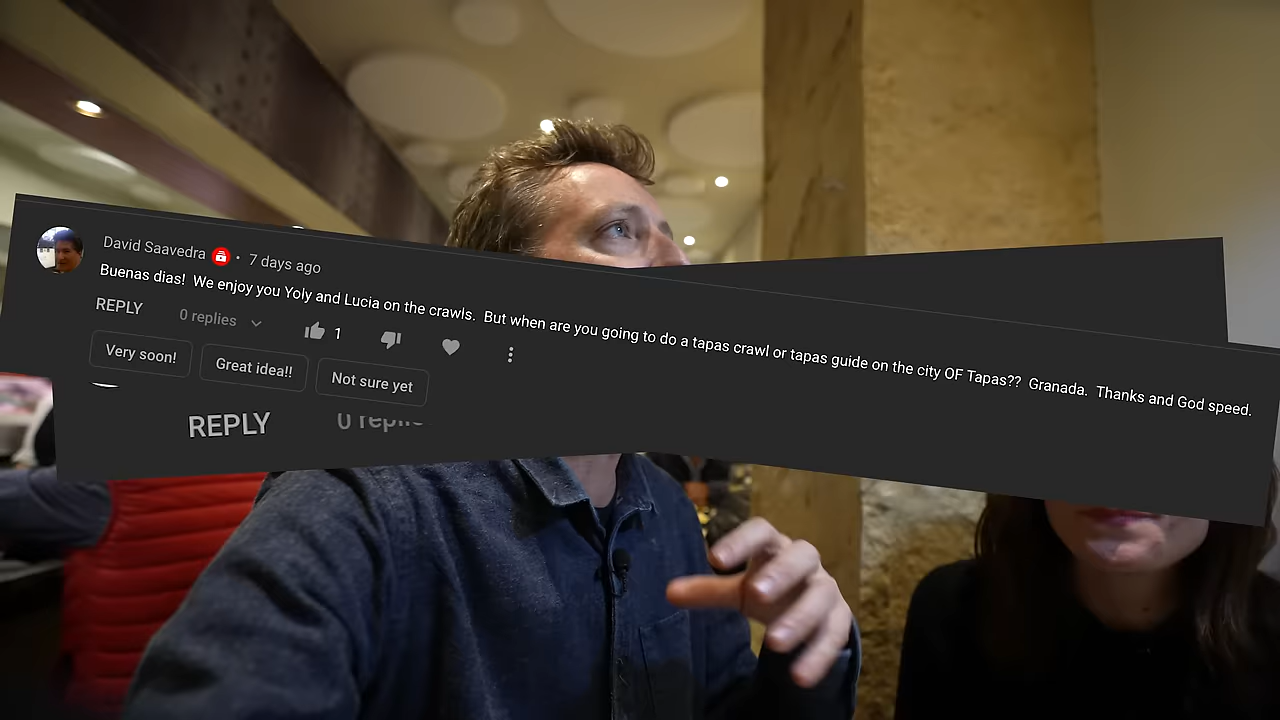 David Saavedra • 7 days ago
Buenas dias! We enjoy you Yoly and Lucia on the crawls. But when are you going to do a tapas crawl or tapas guide on the city OF Tapas?? Granada. Thanks and God speed.
REPLY 0 replies 1
Very soon! Great idea!! Not sure yet
REPLY 0 replies